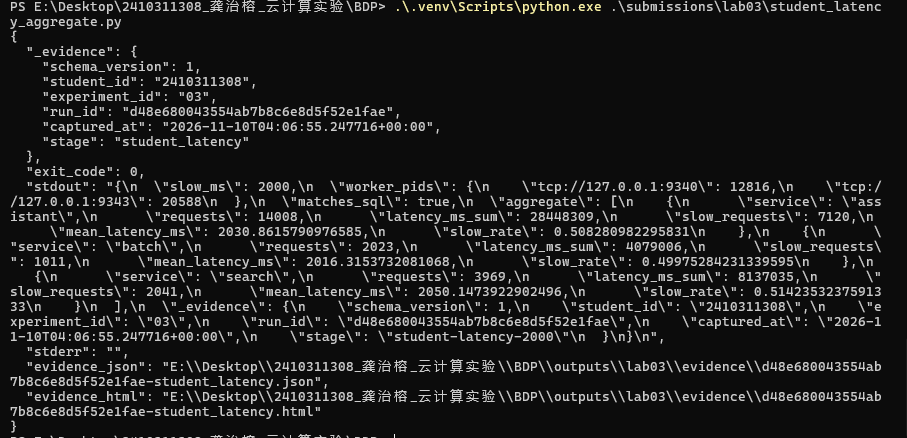 PS E:\Desktop\2410311308_龚治榕_云计算实验\BDP> .\.venv\Scripts\python.exe .\submissions\lab03\student_latenc
y_aggregate.py
{
  "_evidence": {
    "schema_version": 1,
    "student_id": "2410311308",
    "experiment_id": "03",
    "run_id": "d48e680043554ab7b8c6e8d5f52e1fae",
    "captured_at": "2026-11-10T04:06:55.247716+00:00",
    "stage": "student_latency"
  },
  "exit_code": 0,
  "stdout": "{\n  \"slow_ms\": 2000,\n  \"worker_pids\": {\n    \"tcp://127.0.0.1:9340\": 12816,\n    \"tcp:/
/127.0.0.1:9343\": 20588\n  },\n  \"matches_sql\": true,\n  \"aggregate\": [\n    {\n      \"service\": \"ass
istant\",\n      \"requests\": 14008,\n      \"latency_ms_sum\": 28448309,\n      \"slow_requests\": 7120,\n
      \"mean_latency_ms\": 2030.8615790976585,\n      \"slow_rate\": 0.508280982295831\n    },\n    {\n      \
"service\": \"batch\",\n      \"requests\": 2023,\n      \"latency_ms_sum\": 4079006,\n      \"slow_requests\
": 1011,\n      \"mean_latency_ms\": 2016.3153732081068,\n      \"slow_rate\": 0.49975284231339595\n    },\n
    {\n      \"service\": \"search\",\n      \"requests\": 3969,\n      \"latency_ms_sum\": 8137035,\n      \"
slow_requests\": 2041,\n      \"mean_latency_ms\": 2050.1473922902496,\n      \"slow_rate\": 0.51423532375913
33\n    }\n  ],\n  \"_evidence\": {\n    \"schema_version\": 1,\n    \"student_id\": \"2410311308\",\n    \"e
xperiment_id\": \"03\",\n    \"run_id\": \"d48e680043554ab7b8c6e8d5f52e1fae\",\n    \"captured_at\": \"2026-1
1-10T04:06:55.247716+00:00\",\n    \"stage\": \"student-latency-2000\"\n  }\n}\n",
  "stderr": "",
  "evidence_json": "E:\\Desktop\\2410311308_龚治榕_云计算实验\\BDP\\outputs\\lab03\\evidence\\d48e680043554ab
7b8c6e8d5f52e1fae-student_latency.json",
  "evidence_html": "E:\\Desktop\\2410311308_龚治榕_云计算实验\\BDP\\outputs\\lab03\\evidence\\d48e680043554ab
7b8c6e8d5f52e1fae-student_latency.html"
}